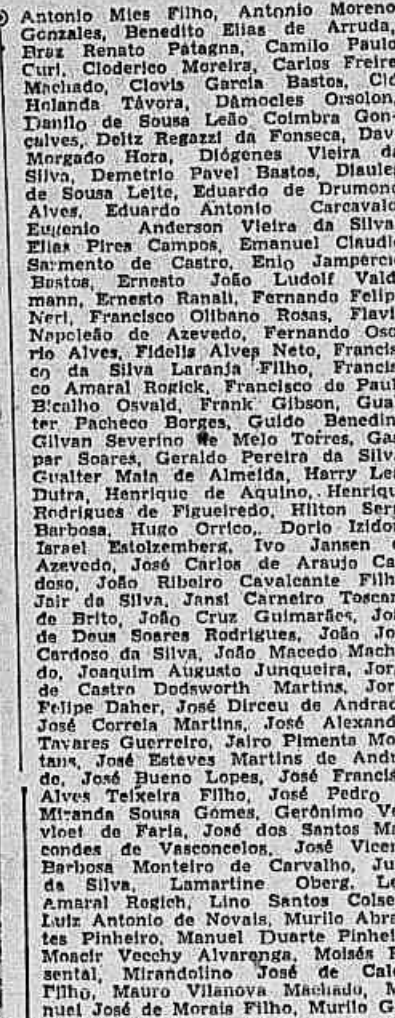 Antonio Mies Filho, Antonio Moreno
Gonzales, Benedito Elias de Arruda,
Braz Renato Pátagna, Camilo Paulo
Curi, Cloderico Moreira, Carlos Freire
Machado, Clovis Garcia Bastos, Cid
Holanda Távora, Dâmocles Orsolon,
Danilo de Sousa Leão Coimbra Gon-
çalves, Deltz Regazzi da Fonseca, Davi
Morgado Hora, Diógenes Vieira da
Silva, Demetrio Pavel Bastos, Diaules
de Sousa Leite, Eduardo de Drumond
Alves, Eduardo Antonio Carcavalo
Eugenio Anderson Vieira da Silva
Elias Pires Campos, Emanuel Claudio
Sarmento de Castro, Enio Jampércio
Bastos, Ernesto João Ludolf Vald
mann, Ernesto Ranali, Fernando Felip
Neri, Francisco Olibano Rosas, Flavi
Napoleão de Azevedo, Fernando Oso
rio Alves, Fidelis Alves Neto, Francis
co da Silva Laranja Filho, Francis
co Amaral Rogick, Francisco de Paul
Bicalho Osvald, Frank Gibson, Gua
ter Pacheco Borges, Guido Benedin
Gilvan Severino de Melo Torres, Gas
par Soares, Geraldo Pereira da Silv
Gualter Maia de Almeida, Harry Le
Dutra, Henrique de Aquino, Henriqu
Rodrigues de Figueiredo, Hilton Serg
Barbosa, Hugo Orrico, Dorio Izidor
Israel Estolzemberg, Ivo Jansen
Azevedo, José Carlos de Araujo Ca
doso, João Ribeiro Cavalcante Filh
Jair da Silva, Jansi Carneiro Toscan
de Brito, João Cruz Guimarães, Jo
de Deus Soares Rodrigues, João Jo
Cardoso da Silva, João Macedo Mach
do, Joaquim Augusto Junqueira, Jor
de Castro Dodsworth Martins, Jor
Felipe Daher, José Dirceu de Andrad
José Correia Martins, José Alexand
Tavares Guerreiro, Jairo Pimenta Mo
tans, José Esteves Martins de Andr
do, José Bueno Lopes, José Francis
Alves Teixeira Filho, José Pedro
Miranda Sousa Gomes, Gerônimo Ve
vloet de Faria, José dos Santos Ma
condes de Vasconcelos, José Vicen
Barbosa Monteiro de Carvalho, Ju
da Silva, Lamartine Oberg, Le
Amaral Rogich, Lino Santos Colse
Luiz Antonio de Novais, Murilo Abra
tes Pinheiro, Manuel Duarte Pinhei
Moacir Vecchy Alvarenga, Moisés
sental, Mirandolino José de Cal
Filho, Mauro Vilanova Machado, M
nuel José de Morais Filho, Murilo G